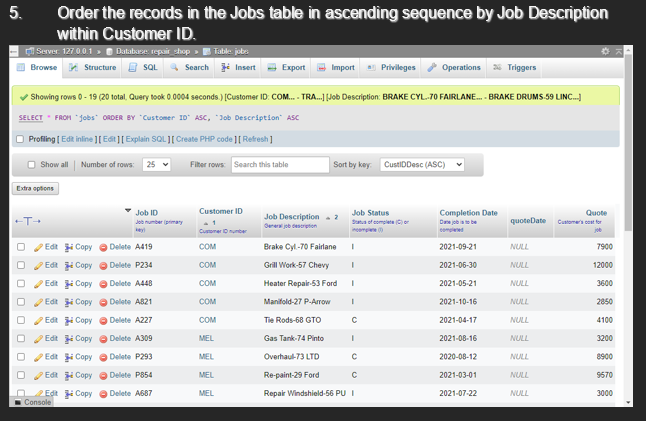 5. Order the records in the Jobs table in ascending sequence by Job Description
within Customer ID.
Server: 127.0.0.1 » Database: repair_shop » Table: jobs
Browse Structure SQL Search Insert Export Import Privileges Operations Triggers
Showing rows 0 - 19 (20 total, Query took 0.0004 seconds.) [Customer ID: COM... - TRA...] [Job Description: BRAKE CYL.-70 FAIRLANE... - BRAKE DRUMS-59 LINC...]
SELECT * FROM `jobs` ORDER BY `Customer ID` ASC, `Job Description` ASC
Profiling [ Edit inline ] [ Edit ] [ Explain SQL ] [ Create PHP code ] [ Refresh ]
Show all Number of rows: 25 Filter rows: Search this table Sort by key: CustIDDesc (ASC)
Extra options
←T→ Job ID Customer ID Job Description 2 Job Status Completion Date quoteDate Quote
Job number (primary key) 1 Customer ID number General job description Status of complete (C) or incomplete (I) Date job is to be completed Customer's cost for job
Edit Copy Delete A419 COM Brake Cyl.-70 Fairlane I 2021-09-21 NULL 7900
Edit Copy Delete P234 COM Grill Work-57 Chevy I 2021-06-30 NULL 12000
Edit Copy Delete A448 COM Heater Repair-53 Ford I 2021-05-21 NULL 3600
Edit Copy Delete A821 COM Manifold-27 P-Arrow I 2021-10-16 NULL 2850
Edit Copy Delete A227 COM Tie Rods-68 GTO C 2021-04-17 NULL 4100
Edit Copy Delete A309 MEL Gas Tank-74 Pinto I 2021-08-16 NULL 3200
Edit Copy Delete P293 MEL Overhaul-73 LTD C 2020-08-12 NULL 8900
Edit Copy Delete P854 MEL Re-paint-29 Ford C 2021-03-01 NULL 9570
Edit Copy Delete A687 MEL Repair Windshield-56 PU I 2021-07-22 NULL 3000
Console